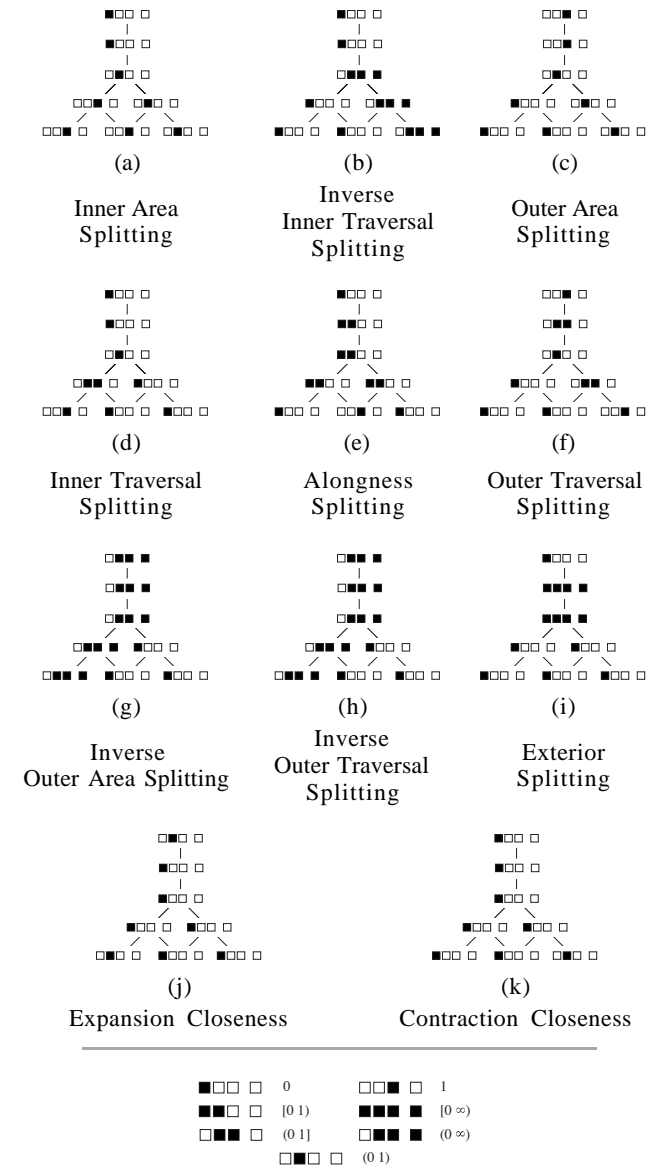 (a) (b) (c)
Inner Area Inverse Outer Area
Splitting Inner Traversal Splitting
Splitting
(d) (e) (f)
Inner Traversal Alongness Outer Traversal
Splitting Splitting Splitting
(g) (h) (i)
Inverse Inverse Exterior
Outer Area Splitting Outer Traversal Splitting
Splitting
(j) (k)
Expansion Closeness Contraction Closeness
0 1
[0 1) [0 ∞)
(0 1] (0 ∞)
(0 1)